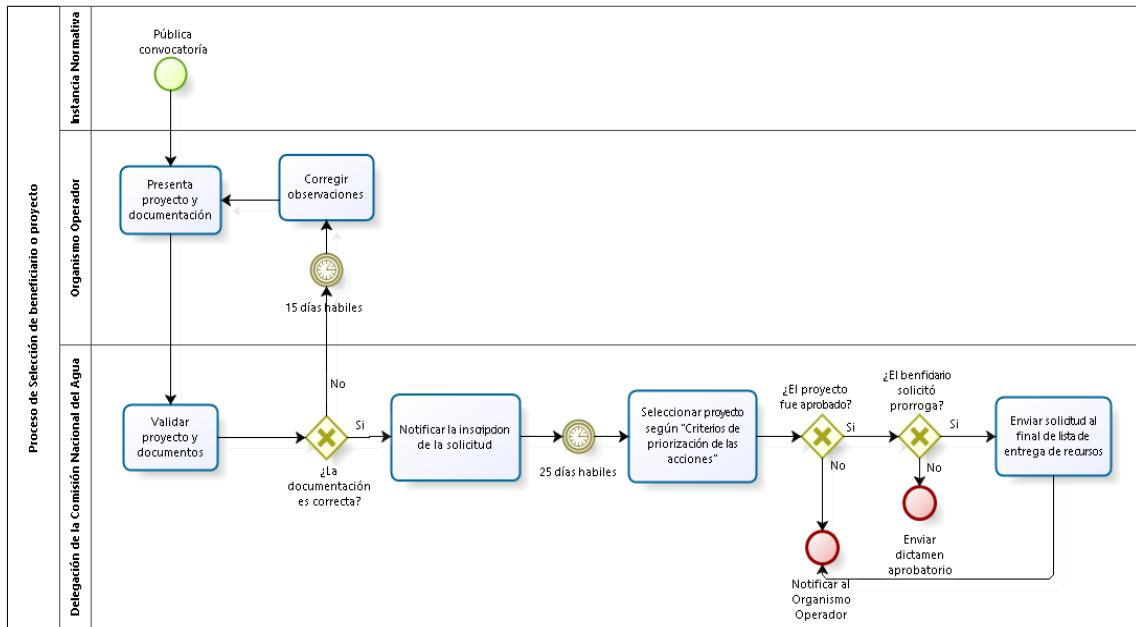 Proceso de Selección de beneficiario o proyecto
Instancia Normativa
Pública
convocatoría
Organismo Operador
Presenta
proyecto y
documentación
Corregir
observaciones
15 días habiles
Delegación de la Comisión Nacional del Agua
Validar
proyecto y
documentos
No
Si
¿La
documentación
es correcta?
Notificar la inscripcion
de la solicitud
25 días habiles
Seleccionar proyecto
según "Criterios de
priorización de las
acciones"
¿El proyecto
fue aprobado?
Si
No
Notificar al
Organismo
Operador
¿El benficiario
solicitó
prorroga?
Si
No
Enviar
dictamen
aprobatorio
Enviar solicitud al
final de lista de
entrega de recursos